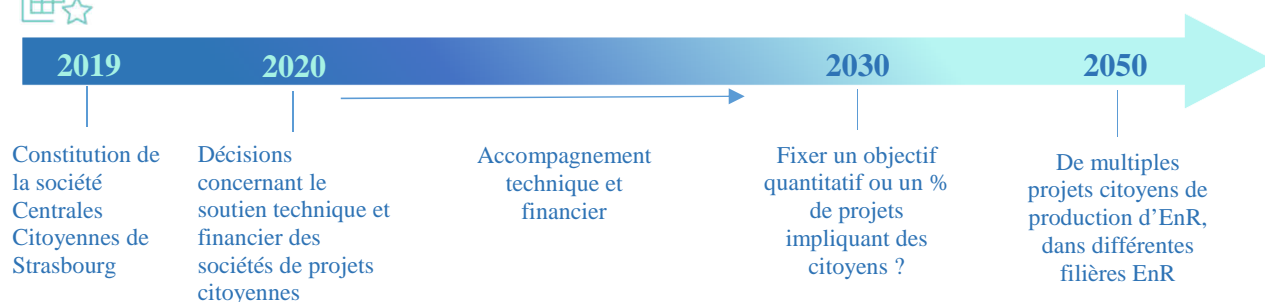 2019
2020
2030
2050
Constitution de
la société
Centrales
Citoyennes de
Strasbourg
Décisions
concernant le
soutien technique et
financier des
sociétés de projets
citoyennes
Accompagnement
technique et
financier
Fixer un objectif
quantitatif ou un %
de projets
impliquant des
citoyens ?
De multiples
projets citoyens de
production d’EnR,
dans différentes
filières EnR